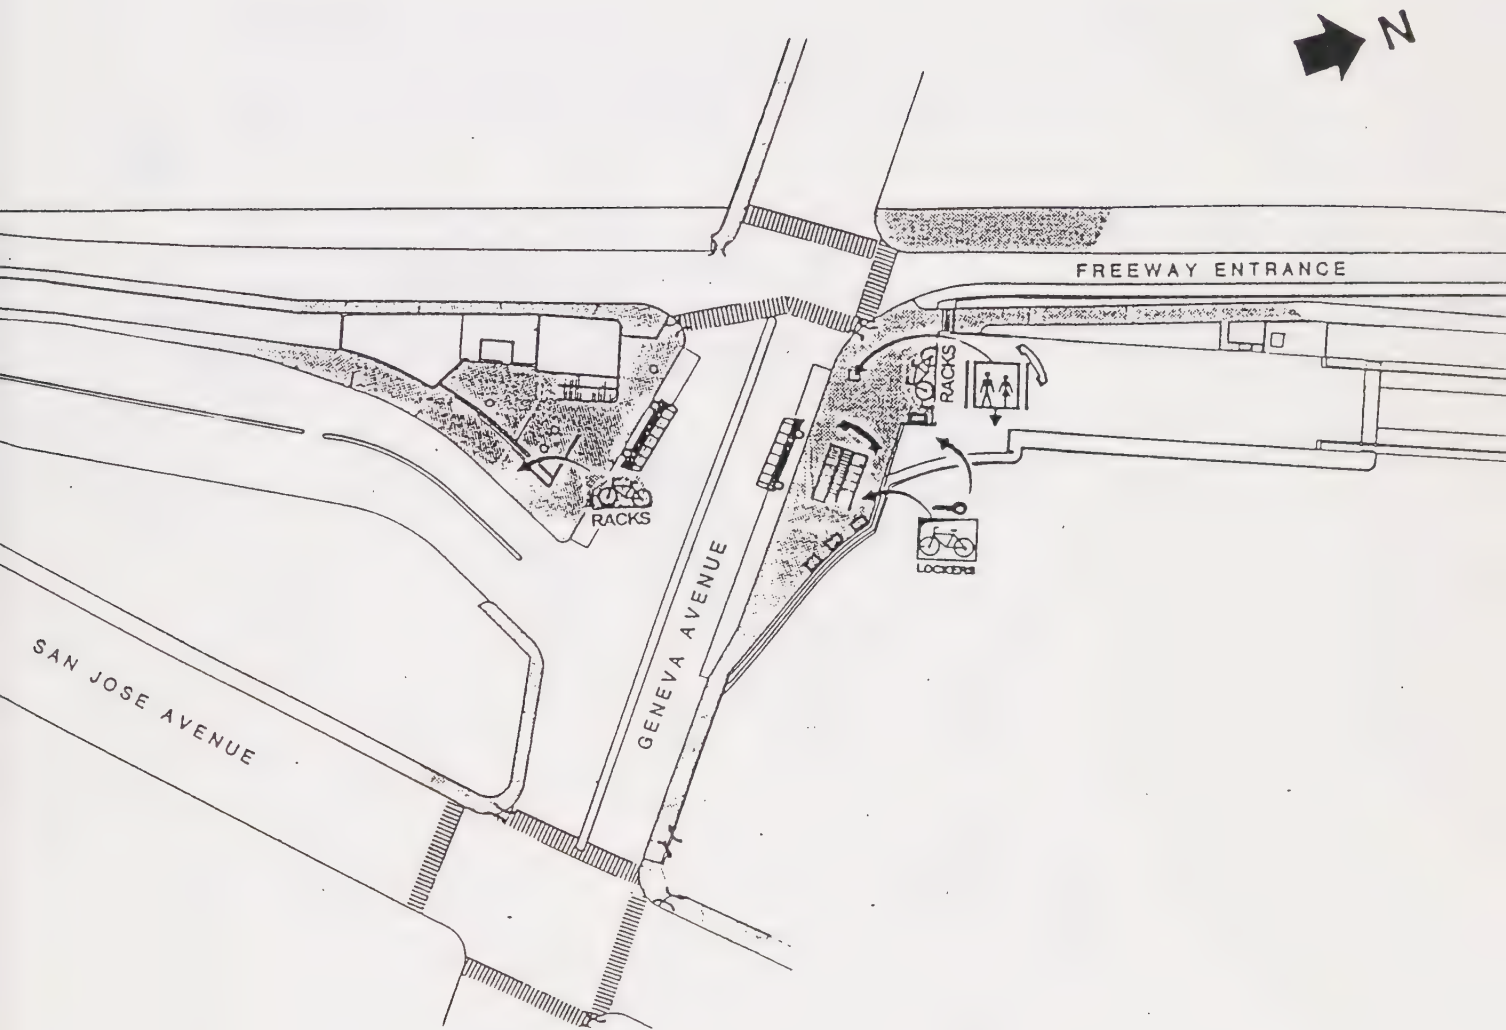 N
FREEWAY ENTRANCE
RACKS
RACKS
LOCKERS
GENEVA AVENUE
SAN JOSE AVENUE